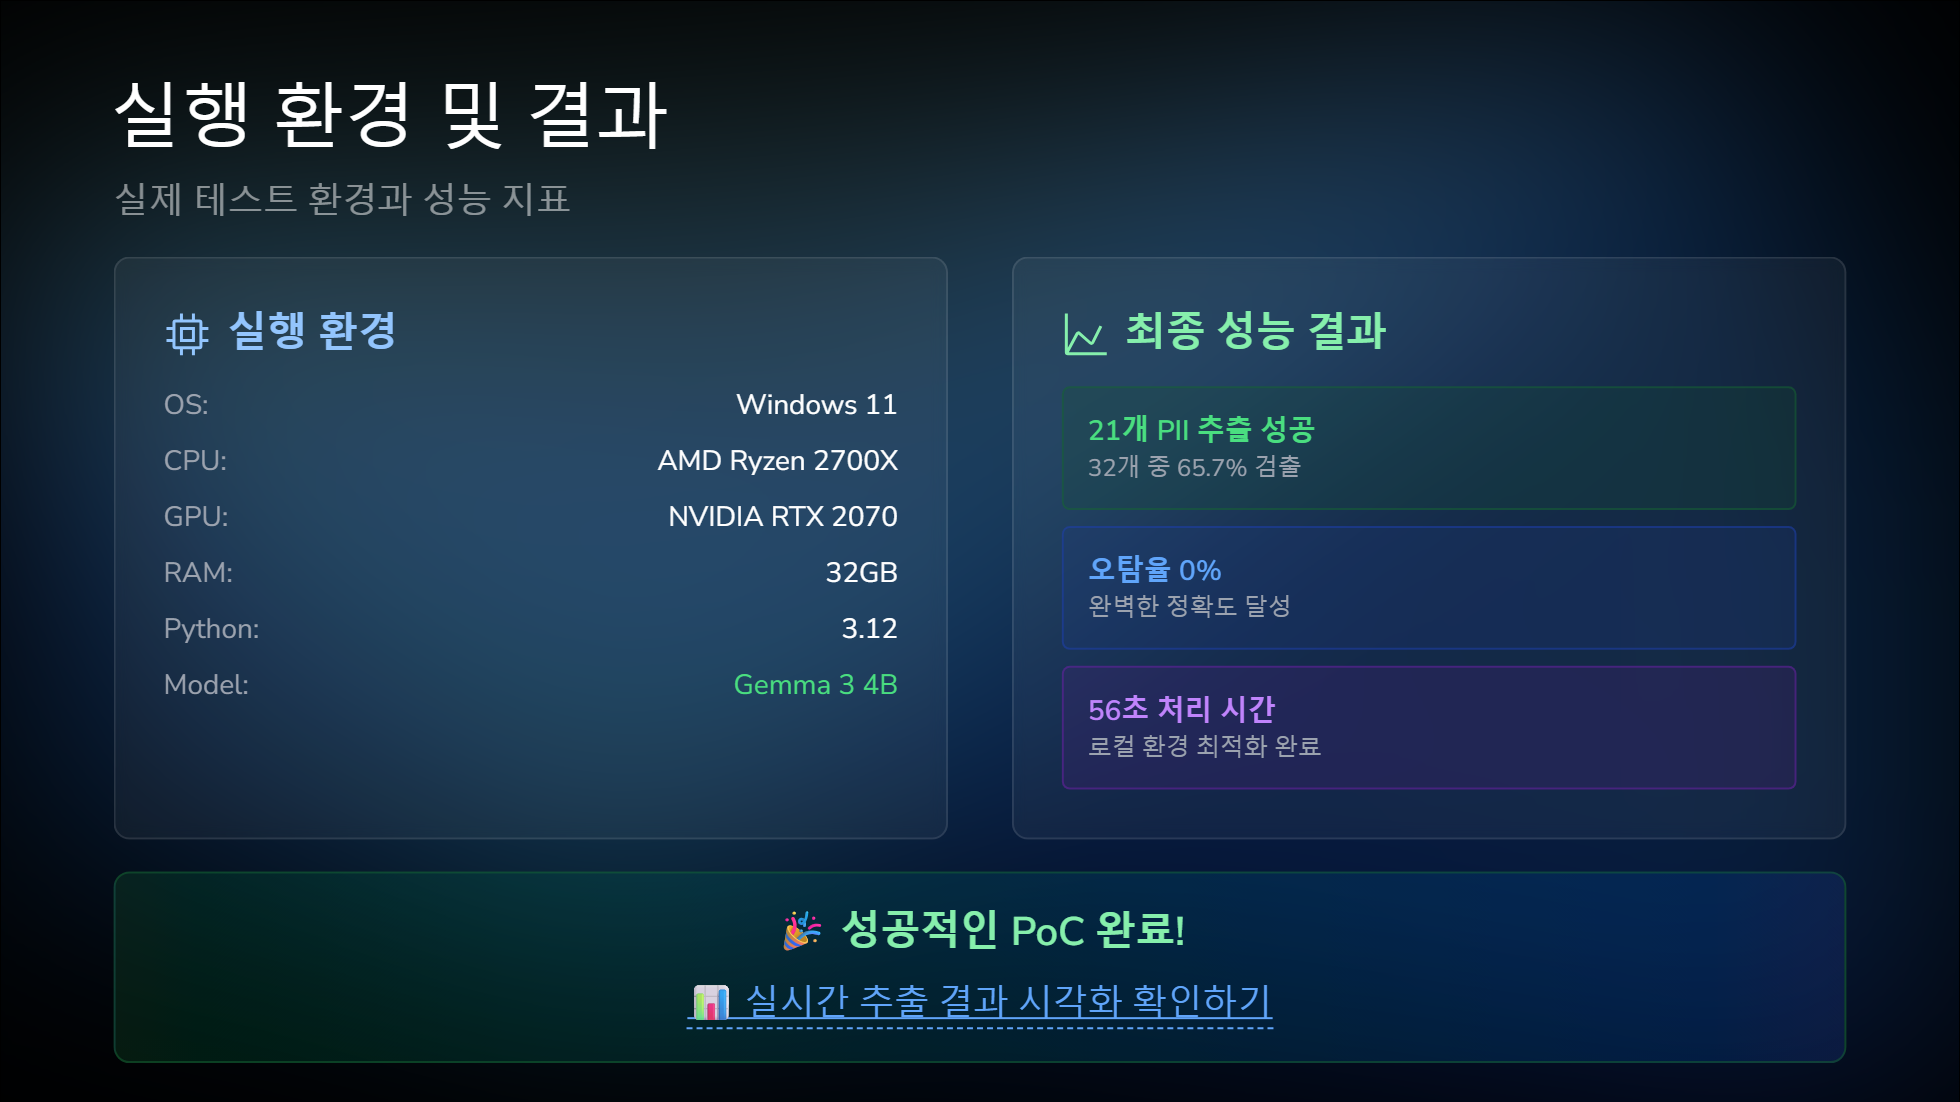 실행 환경 및 결과
실제 테스트 환경과 성능 지표
실행 환경
OS: Windows 11
CPU: AMD Ryzen 2700X
GPU: NVIDIA RTX 2070
RAM: 32GB
Python: 3.12
Model: Gemma 3 4B
최종 성능 결과
21개 PII 추출 성공
32개 중 65.7% 검출
오탐율 0%
완벽한 정확도 달성
56초 처리 시간
로컬 환경 최적화 완료
🎉 성공적인 PoC 완료!
📊 실시간 추출 결과 시각화 확인하기